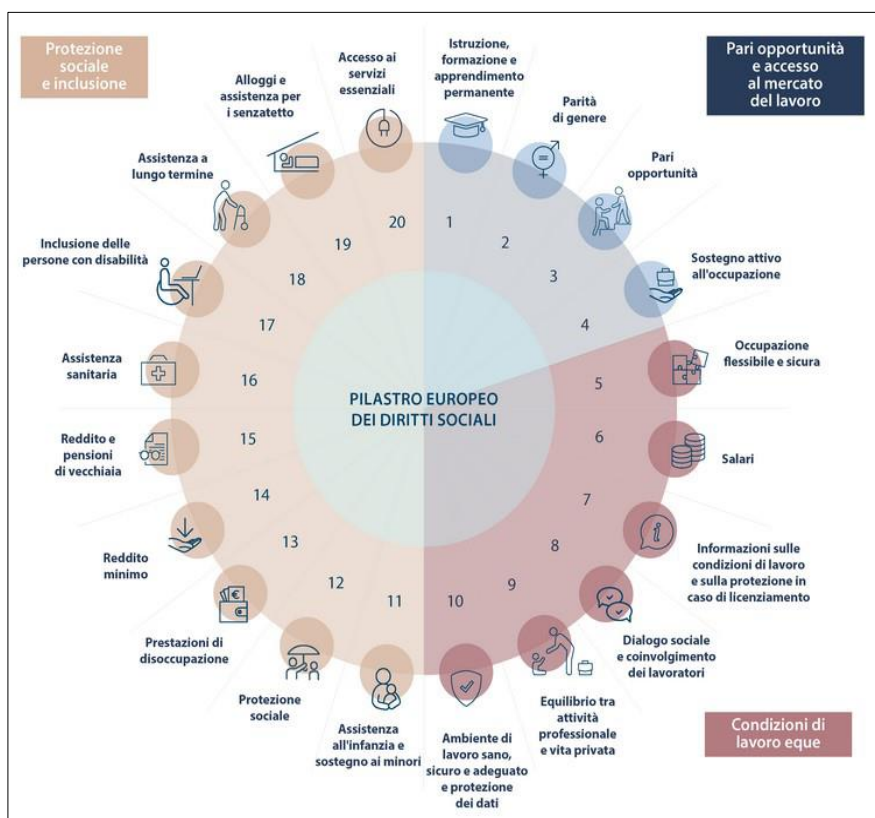 Protezione
sociale
e inclusione
Pari opportunità
e accesso
al mercato
del lavoro
Istruzione,
formazione e
apprendimento
permanente
Parità
di genere
Pari
opportunità
Sostegno attivo
all'occupazione
Occupazione
flessibile e sicura
Salari
Informazioni sulle
condizioni di lavoro
e sulla protezione in
caso di licenziamento
Dialogo sociale
e coinvolgimento
dei lavoratori
Equilibrio tra
attività
professionale
e vita privata
Ambiente di
lavoro sano,
sicuro e adeguato
e protezione
dei dati
Assistenza
all'infanzia e
sostegno ai minori
Protezione
sociale
Prestazioni di
disoccupazione
Reddito
minimo
Reddito e
pensioni
di vecchiaia
Assistenza
sanitaria
Inclusione delle
persone con disabilità
Assistenza a
lungo termine
Alloggi e
assistenza per
i senzatetto
Accesso ai
servizi
essenziali
1
2
3
4
5
6
7
8
9
10
11
12
13
14
15
16
17
18
19
20
PILASTRO EUROPEO
DEI DIRITTI SOCIALI
Condizioni di
lavoro eque